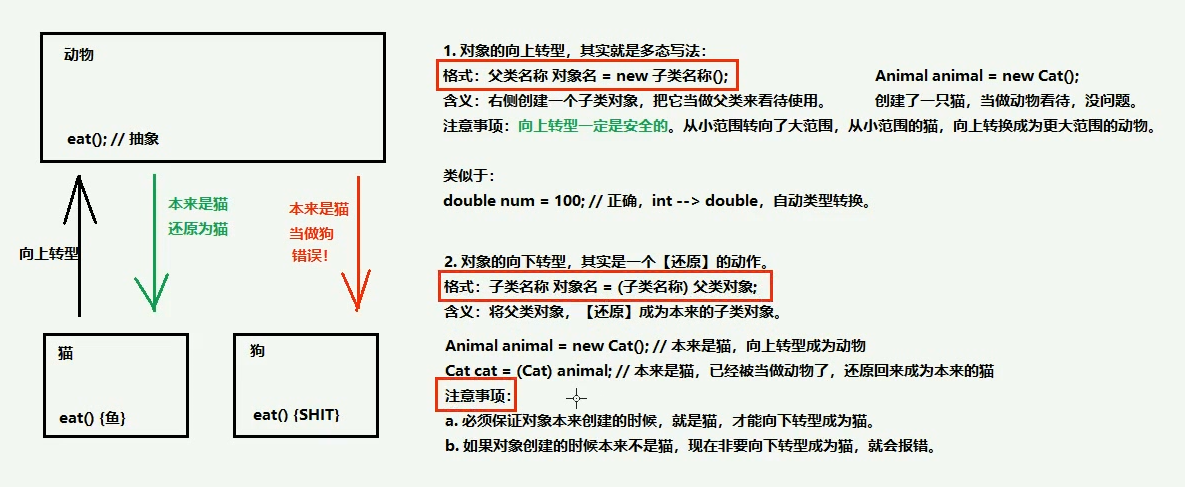 动物
eat(); // 抽象
本来是猫
还原为猫
本来是猫
当做狗
错误！
向上转型
猫
eat() {鱼}
狗
eat() {SHIT}
1. 对象的向上转型，其实就是多态写法：
格式：父类名称 对象名 = new 子类名称();
Animal animal = new Cat();
含义：右侧创建一个子类对象，把它当做父类来看待使用。
创建了一只猫，当做动物看待，没问题。
注意事项：向上转型一定是安全的。从小范围转向了大范围，从小范围的猫，向上转换成为更大范围的动物。
类似于：
double num = 100; // 正确，int --> double，自动类型转换。
2. 对象的向下转型，其实是一个【还原】的动作。
格式：子类名称 对象名 = (子类名称) 父类对象;
含义：将父类对象，【还原】成为本来的子类对象。
Animal animal = new Cat(); // 本来是猫，向上转型成为动物
Cat cat = (Cat) animal; // 本来是猫，已经被当做动物了，还原回来成为本来的猫
注意事项：
a. 必须保证对象本来创建的时候，就是猫，才能向下转型成为猫。
b. 如果对象创建的时候本来不是猫，现在非要向下转型成为猫，就会报错。